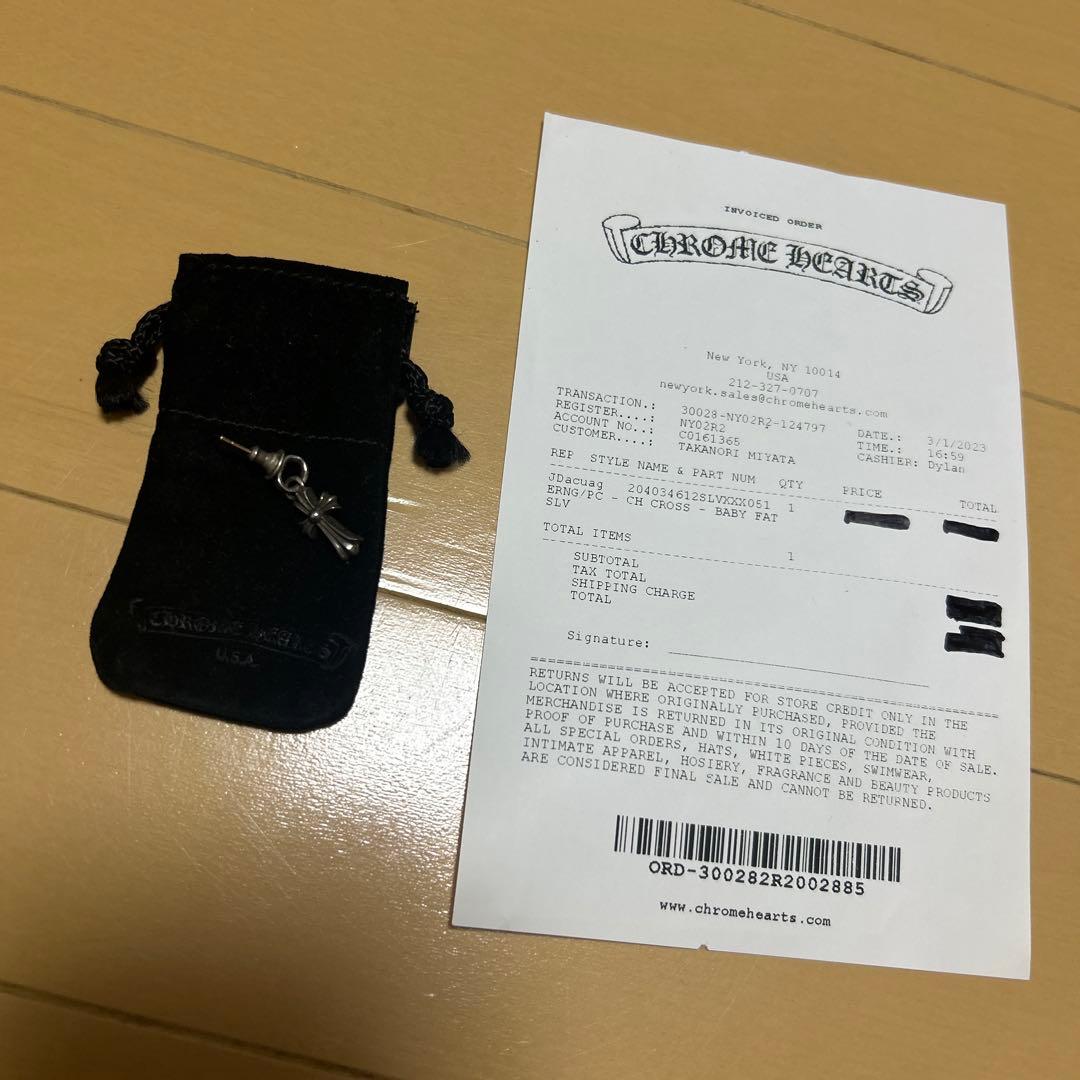 CHROME HEARTS
U.S.A.
INVOICED ORDER
CHROME HEARTS
New York, NY 10014
USA
212-327-0707
newyork.sales@chromehearts.com
TRANSACTION.: 30028-NY02R2-124797 DATE.: 3/1/2023
REGISTER....: NY02R2 TIME.: 16:59
ACCOUNT NO..: C0161365 CASHIER: Dylan
CUSTOMER....: TAKANORI MIYATA
REP STYLE NAME & PART NUM QTY PRICE TOTAL
JDacuag 204034612SLVXXX051 1
ERNG/PC - CH CROSS - BABY FAT
SLV
TOTAL ITEMS 1
SUBTOTAL
TAX TOTAL
SHIPPING CHARGE
TOTAL
Signature:
RETURNS WILL BE ACCEPTED FOR STORE CREDIT ONLY IN THE
LOCATION WHERE ORIGINALLY PURCHASED, PROVIDED THE
MERCHANDISE IS RETURNED IN ITS ORIGINAL CONDITION WITH
PROOF OF PURCHASE AND WITHIN 10 DAYS OF THE DATE OF SALE.
ALL SPECIAL ORDERS, HATS, WHITE PIECES, SWIMWEAR,
INTIMATE APPAREL, HOSIERY, FRAGRANCE AND BEAUTY PRODUCTS
ARE CONSIDERED FINAL SALE AND CANNOT BE RETURNED.
ORD-300282R2002885
www.chromehearts.com